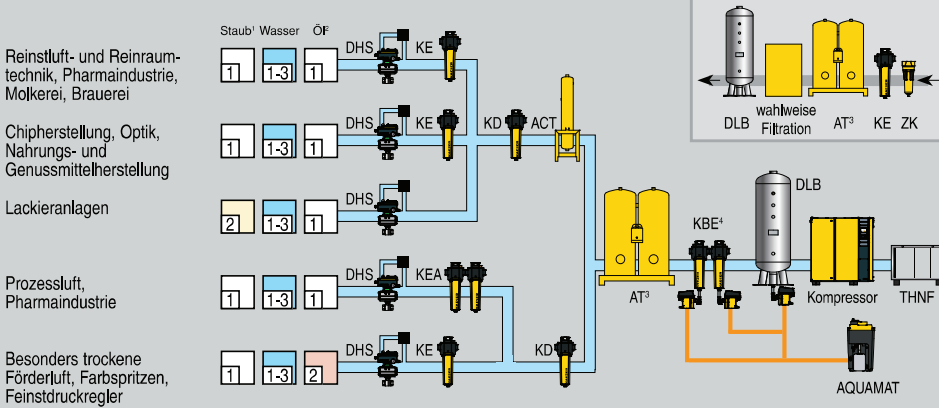 Staub¹ Wasser Öl²
Reinstluft- und Reinraum-
technik, Pharmaindustrie,
Molkerei, Brauerei
1 1-3 1 DHS KE
Chipherstellung, Optik,
Nahrungs- und
Genussmittelherstellung
1 1-3 1 DHS KE KD ACT
Lackieranlagen
2 1-3 1 DHS
Prozessluft,
Pharmaindustrie
1 1-3 1 DHS KEA
Besonders trockene
Förderluft, Farbspritzen,
Feinstdruckregler
1 1-3 2 DHS KE KD
AT³ KBE⁴ DLB Kompressor THNF
AQUAMAT
DLB wahlweise
Filtration AT³ KE ZK